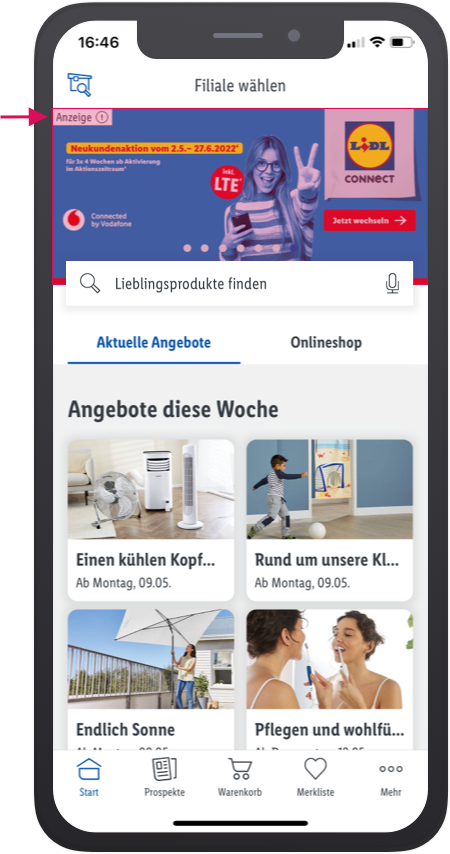 16:46
Filiale wählen
Anzeige
Neukundenaktion vom 2.5.– 27.6.2022*
für 3x 4 Wochen ab Aktivierung
im Aktionszeitraum*
inkl.
LTE
LIDL
CONNECT
Connected
by Vodafone
Jetzt wechseln →
Lieblingsprodukte finden
Aktuelle Angebote
Onlineshop
Angebote diese Woche
Einen kühlen Kopf...
Ab Montag, 09.05.
Rund um unsere Kl...
Ab Montag, 09.05.
Endlich Sonne
Pflegen und wohlfü...
Start
Prospekte
Warenkorb
Merkliste
Mehr